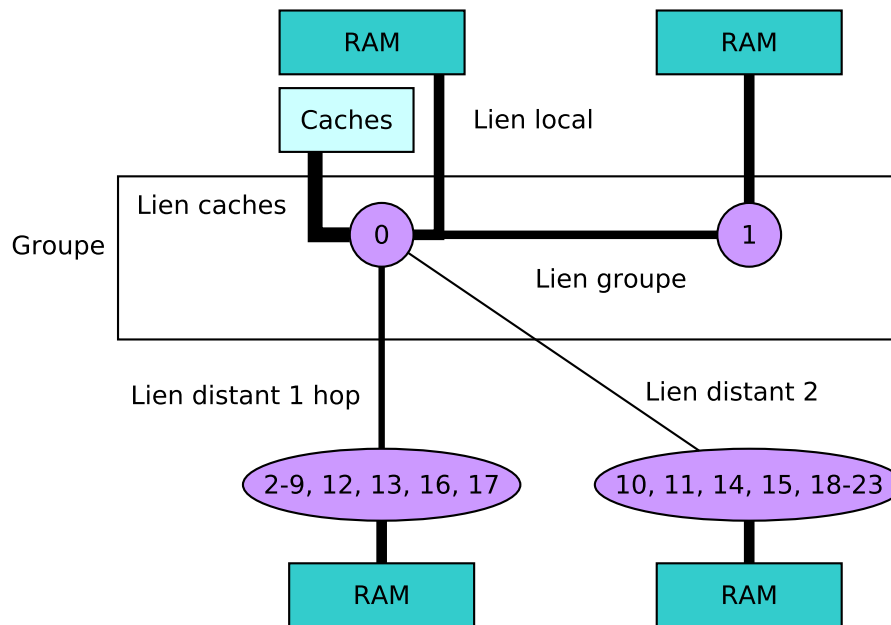 RAM
RAM
Caches
Lien local
Lien caches
0
1
Groupe
Lien groupe
Lien distant 1 hop
Lien distant 2
2-9, 12, 13, 16, 17
10, 11, 14, 15, 18-23
RAM
RAM